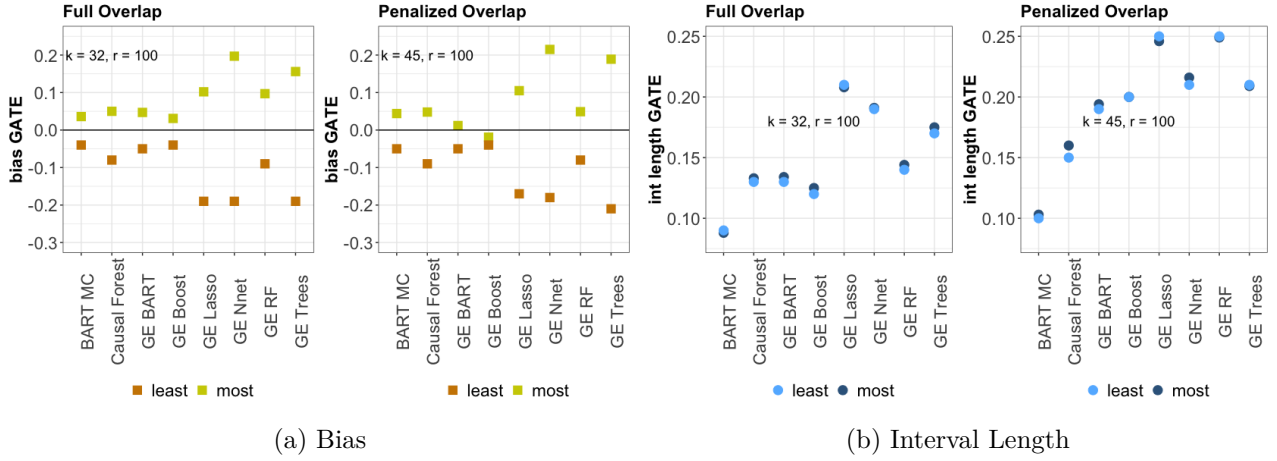 Full Overlap
k = 32, r = 100
bias GATE
0.2
0.1
0.0
-0.1
-0.2
-0.3
BART MC
Causal Forest
GE BART
GE Boost
GE Lasso
GE Nnet
GE RF
GE Trees
least most
Penalized Overlap
k = 45, r = 100
bias GATE
0.2
0.1
0.0
-0.1
-0.2
-0.3
BART MC
Causal Forest
GE BART
GE Boost
GE Lasso
GE Nnet
GE RF
GE Trees
least most
(a) Bias
Full Overlap
k = 32, r = 100
int length GATE
0.25
0.20
0.15
0.10
BART MC
Causal Forest
GE BART
GE Boost
GE Lasso
GE Nnet
GE RF
GE Trees
least most
Penalized Overlap
k = 45, r = 100
int length GATE
0.25
0.20
0.15
0.10
BART MC
Causal Forest
GE BART
GE Boost
GE Lasso
GE Nnet
GE RF
GE Trees
least most
(b) Interval Length